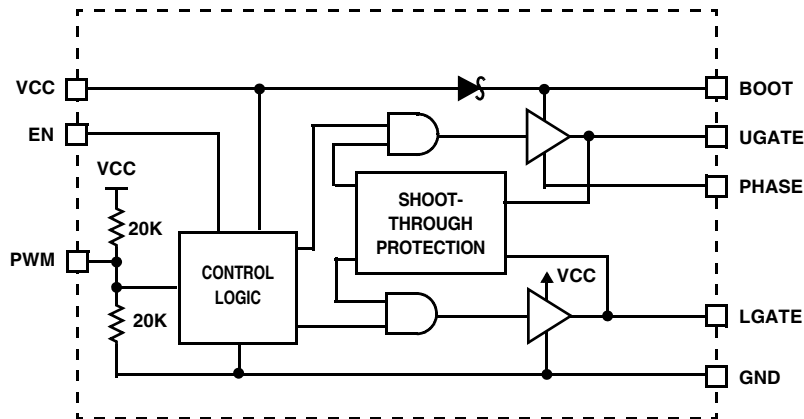 VCC
BOOT
EN
UGATE
VCC
PHASE
20K
SHOOT-
THROUGH
PROTECTION
PWM
CONTROL
LOGIC
VCC
20K
LGATE
GND